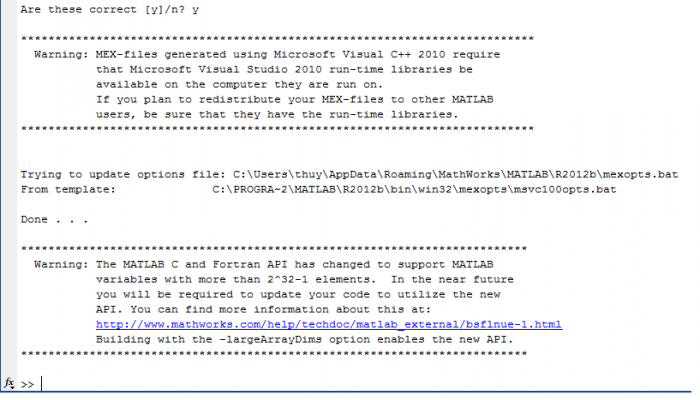 Are these correct [y]/n? y
***************************************************************************
Warning: MEX-files generated using Microsoft Visual C++ 2010 require
that Microsoft Visual Studio 2010 run-time libraries be
available on the computer they are run on.
If you plan to redistribute your MEX-files to other MATLAB
users, be sure that they have the run-time libraries.
***************************************************************************
Trying to update options file: C:\Users\thuy\AppData\Roaming\MathWorks\MATLAB\R2012b\mexopts.bat
From template: C:\PROGRA~2\MATLAB\R2012b\bin\win32\mexopts\msvc100opts.bat
Done . . .
**************************************************************************
Warning: The MATLAB C and Fortran API has changed to support MATLAB
variables with more than 2^32-1 elements. In the near future
you will be required to update your code to utilize the new
API. You can find more information about this at:
http://www.mathworks.com/help/techdoc/matlab_external/bsflnue-1.html
Building with the -largeArrayDims option enables the new API.
**************************************************************************
fx >>